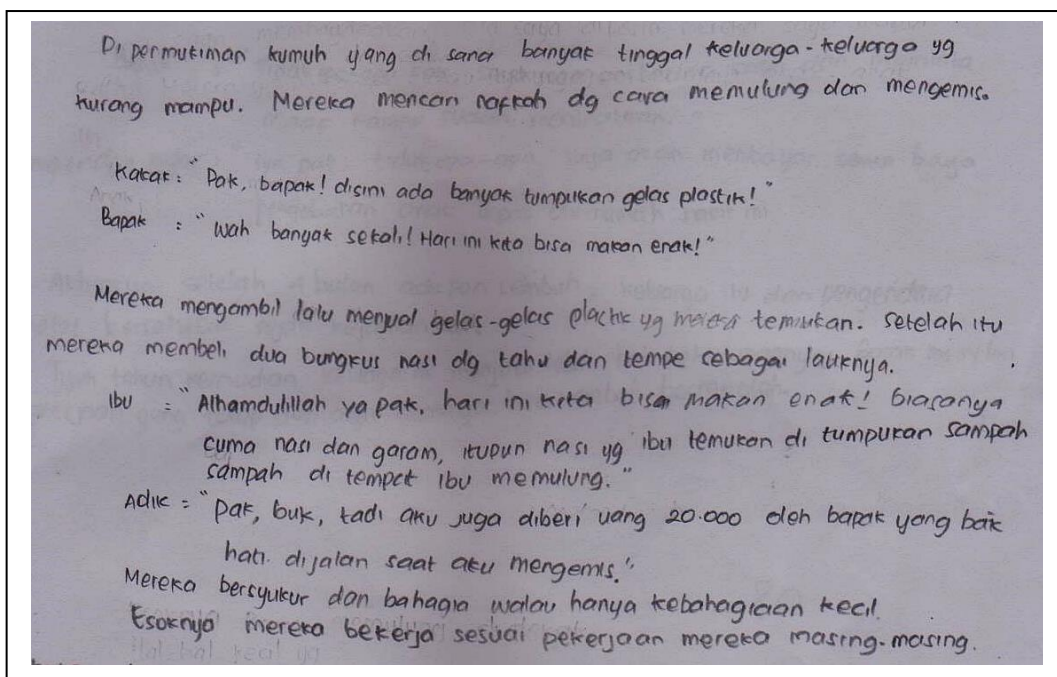 Di permukiman kumuh yang di sana banyak tinggal keluarga-keluarga yg
kurang mampu. Mereka mencari nafkah dg cara memulung dan mengemis.
Kakak : "Pak, bapak! disini ada banyak tumpukan gelas plastik!"
Bapak : "Wah banyak sekali! Hari ini kita bisa makan enak!"
Mereka mengambil lalu menjual gelas-gelas plastik yg mereka temukan. Setelah itu
mereka membeli dua bungkus nasi dg tahu dan tempe sebagai lauknya.
Ibu : "Alhamdulillah ya pak, hari ini kita bisa makan enak! biasanya
cuma nasi dan garam, itupun nasi yg ibu temukan di tumpukan sampah
sampah di tempat ibu memulung."
Adik : "Pak, buk, tadi aku juga diberi uang 20.000 oleh bapak yang baik
hati dijalan saat aku mengemis."
Mereka bersyukur dan bahagia walau hanya kebahagiaan kecil.
Esoknya mereka bekerja sesuai pekerjaan mereka masing-masing.